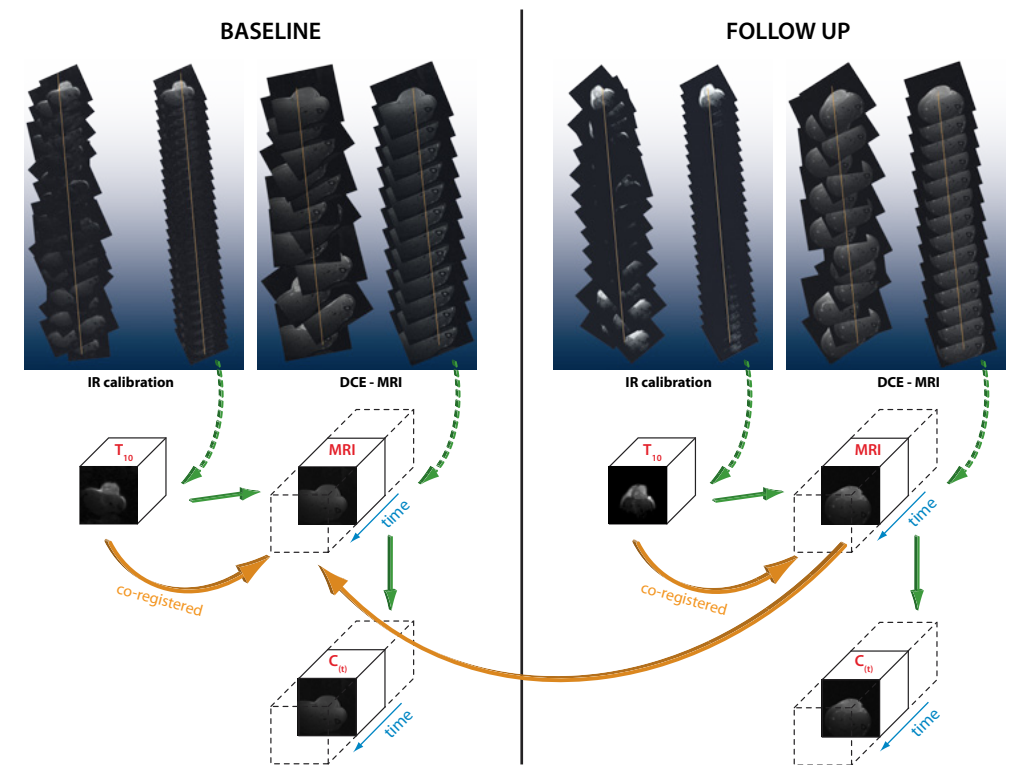 BASELINE
FOLLOW UP
IR calibration
DCE - MRI
IR calibration
DCE - MRI
T10
MRI
time
co-registered
T10
MRI
time
co-registered
C(t)
time
C(t)
time